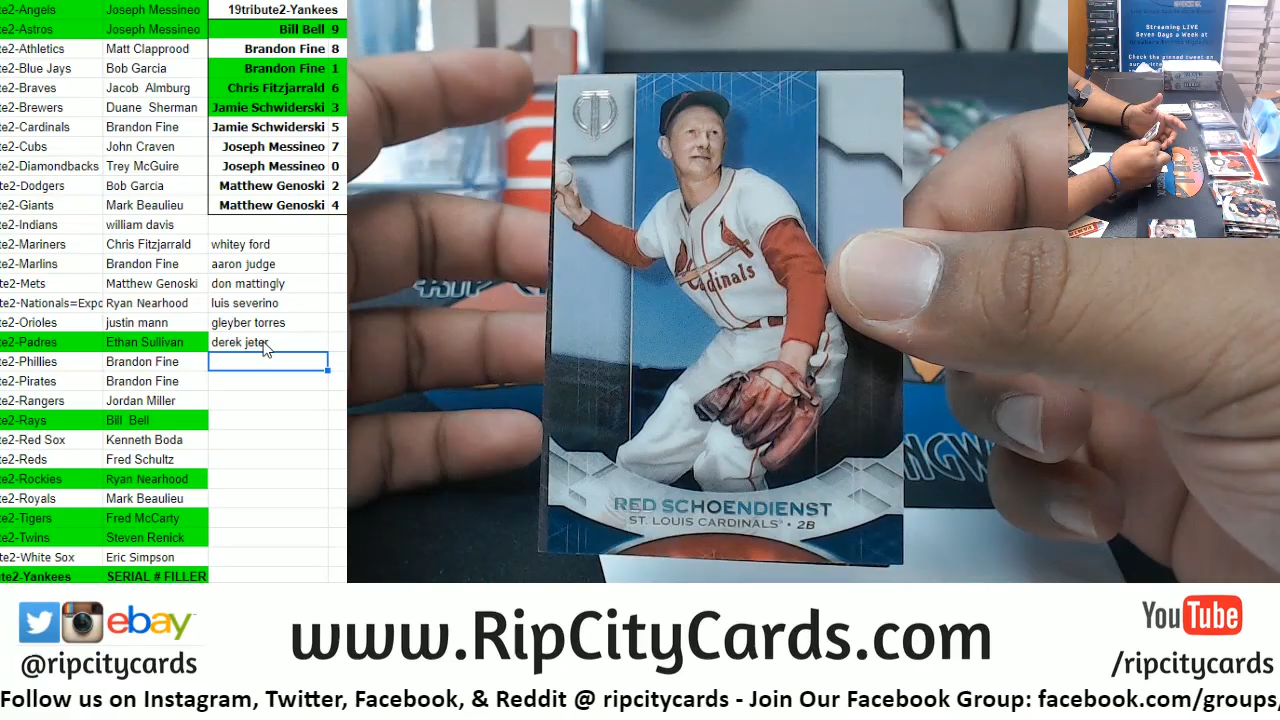 te2-Angels Joseph Messineo 19tribute2-Yankees
te2-Astros Joseph Messineo Bill Bell 9
te2-Athletics Matt Clapprood Brandon Fine 8
te2-Blue Jays Bob Garcia Brandon Fine 1
te2-Braves Jacob Almburg Chris Fitzjarrald 6
te2-Brewers Duane Sherman Jamie Schwiderski 3
te2-Cardinals Brandon Fine Jamie Schwiderski 5
te2-Cubs John Craven Joseph Messineo 7
te2-Diamondbacks Trey McGuire Joseph Messineo 0
te2-Dodgers Bob Garcia Matthew Genoski 2
te2-Giants Mark Beaulieu Matthew Genoski 4
te2-Indians william davis
te2-Mariners Chris Fitzjarrald whitey ford
te2-Marlins Brandon Fine aaron judge
te2-Mets Matthew Genoski don mattingly
te2-Nationals=Expo Ryan Nearhood luis severino
te2-Orioles justin mann gleyber torres
te2-Padres Ethan Sullivan derek jeter
te2-Phillies Brandon Fine
te2-Pirates Brandon Fine
te2-Rangers Jordan Miller
te2-Rays Bill Bell
te2-Red Sox Kenneth Boda
te2-Reds Fred Schultz
te2-Rockies Ryan Nearhood
te2-Royals Mark Beaulieu
te2-Tigers Fred McCarty
te2-Twins Steven Renick
te2-White Sox Eric Simpson
ute2-Yankees SERIAL # FILLER
Cardinals
RED SCHOENDIENST
ST. LOUIS CARDINALS • 2B
Streaming LIVE
Seven Days a Week at
Check the pinned tweet on
ebay
@ripcitycards
www.RipCityCards.com
YouTube
/ripcitycards
Follow us on Instagram, Twitter, Facebook, & Reddit @ ripcitycards - Join Our Facebook Group: facebook.com/groups/